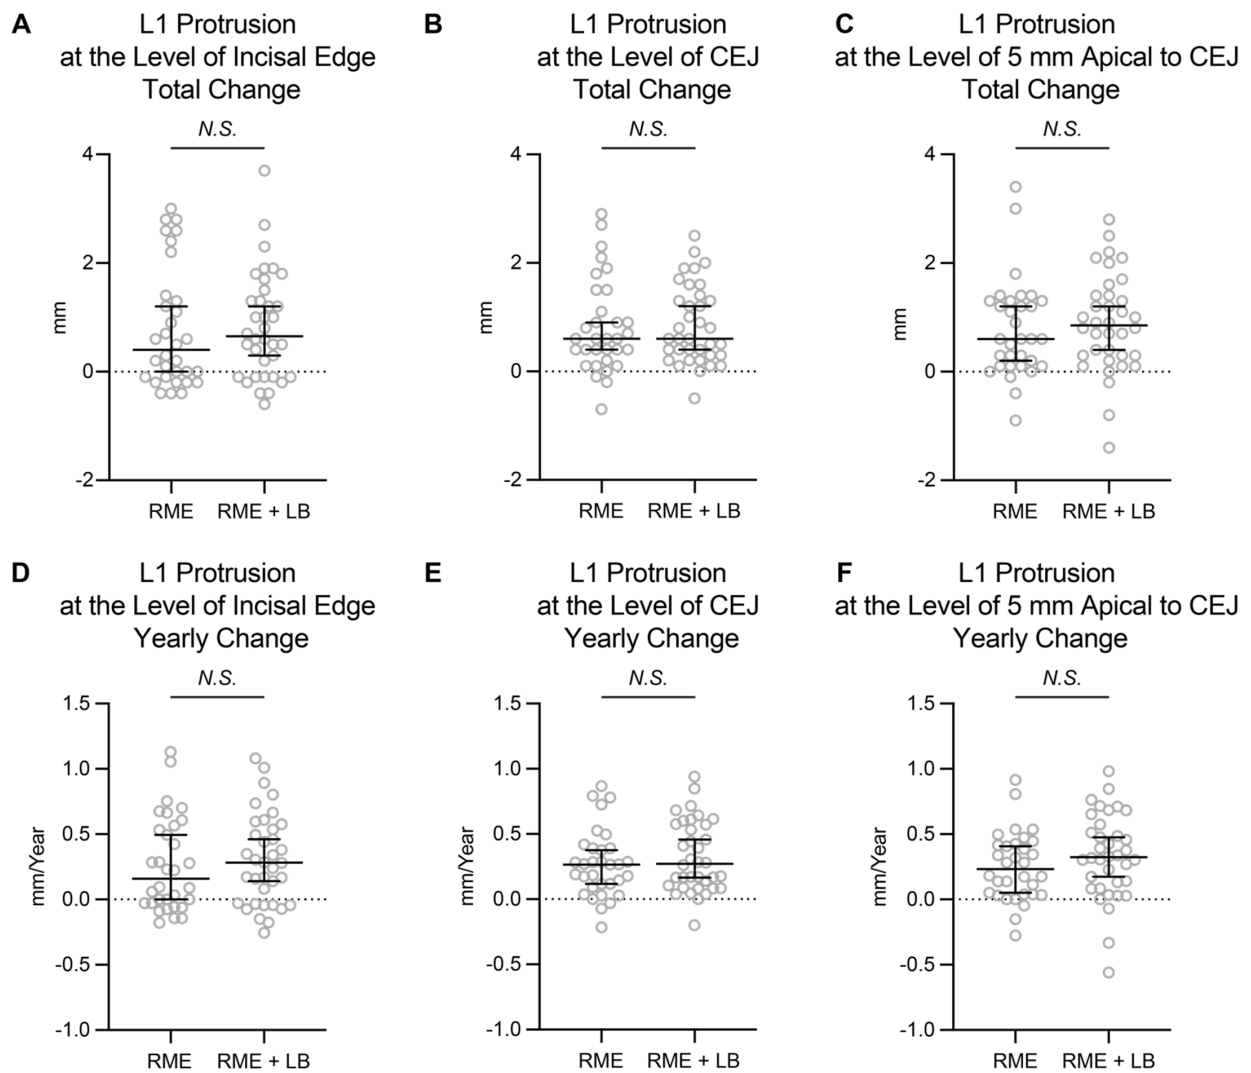 A
L1 Protrusion
at the Level of Incisal Edge
Total Change
N.S.
4
2
0
-2
mm
RME
RME + LB
B
L1 Protrusion
at the Level of CEJ
Total Change
N.S.
4
2
0
-2
mm
RME
RME + LB
C
L1 Protrusion
at the Level of 5 mm Apical to CEJ
Total Change
N.S.
4
2
0
-2
mm
RME
RME + LB
D
L1 Protrusion
at the Level of Incisal Edge
Yearly Change
N.S.
1.5
1.0
0.5
0.0
-0.5
-1.0
mm/Year
RME
RME + LB
E
L1 Protrusion
at the Level of CEJ
Yearly Change
N.S.
1.5
1.0
0.5
0.0
-0.5
-1.0
mm/Year
RME
RME + LB
F
L1 Protrusion
at the Level of 5 mm Apical to CEJ
Yearly Change
N.S.
1.5
1.0
0.5
0.0
-0.5
-1.0
mm/Year
RME
RME + LB